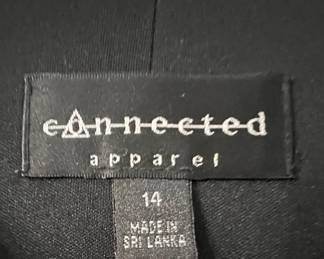 connected
apparel
14
MADE IN
SRI LANKA